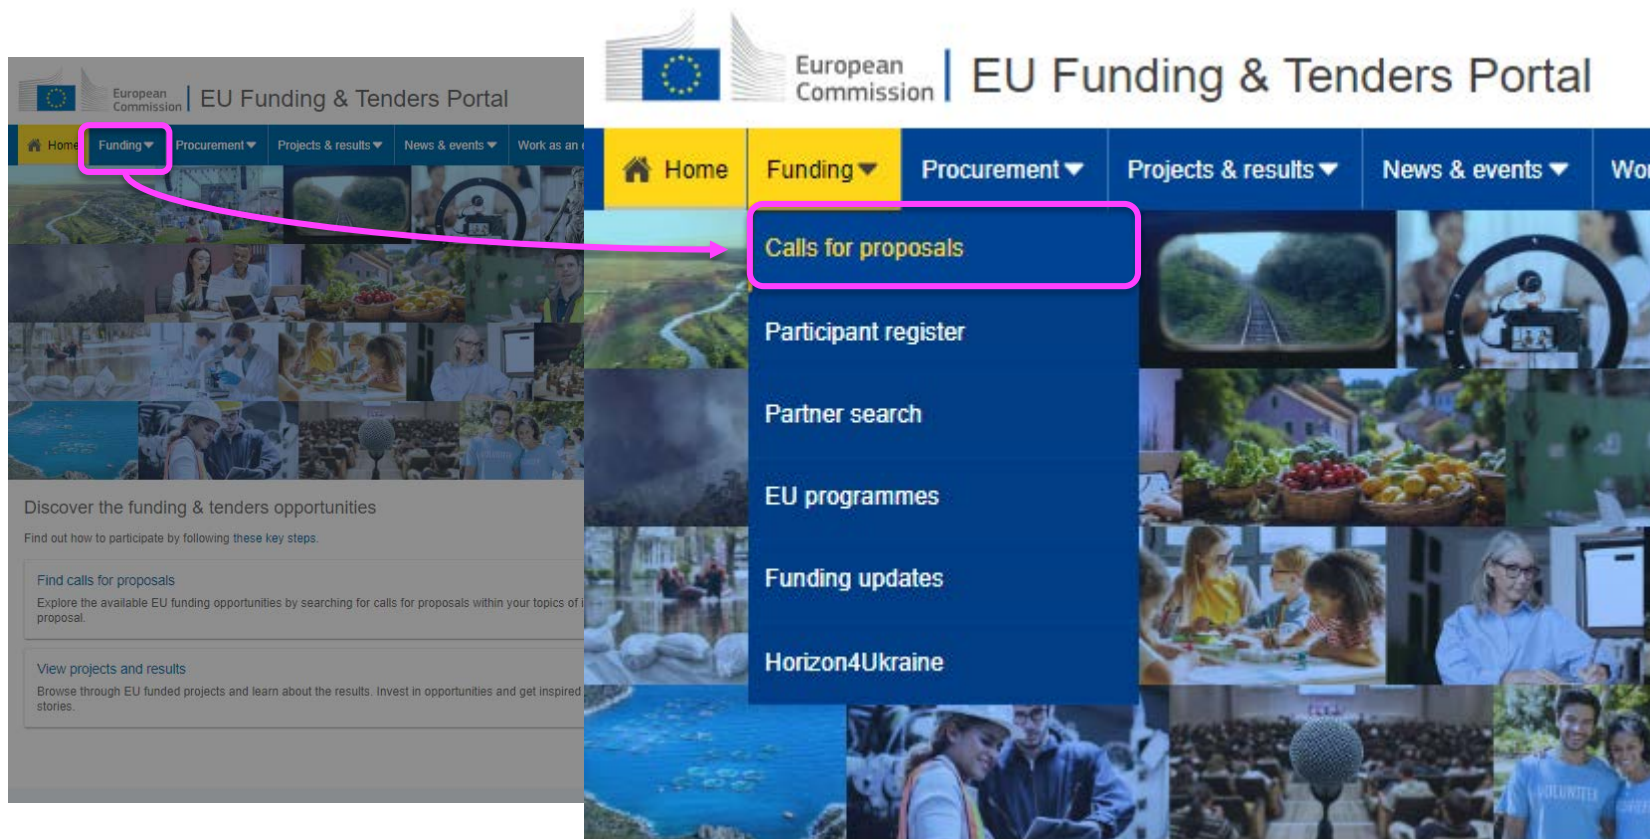 European
Commission
EU Funding & Tenders Portal
Home
Funding
Procurement
Projects & results
News & events
Work as an
Discover the funding & tenders opportunities
Find out how to participate by following these key steps.
Find calls for proposals
Explore the available EU funding opportunities by searching for calls for proposals within your topics of i
proposal.
View projects and results
Browse through EU funded projects and learn about the results. Invest in opportunities and get inspired
stories.
European
Commission
EU Funding & Tenders Portal
Home
Funding
Procurement
Projects & results
News & events
Wor
Calls for proposals
Participant register
Partner search
EU programmes
Funding updates
Horizon4Ukraine
VOLUNTEER